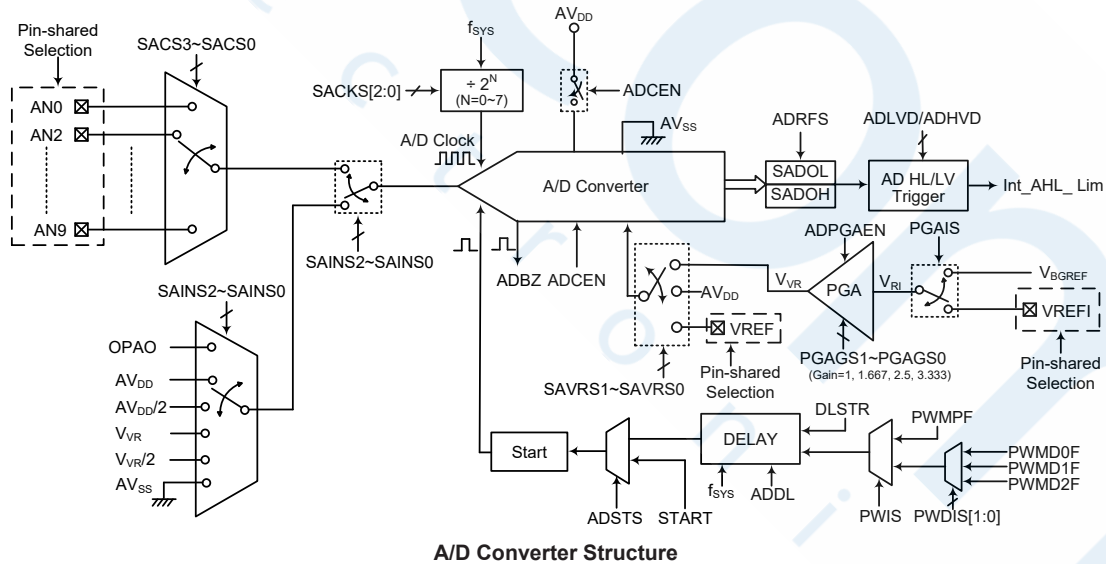 Pin-shared
Selection
SACS3~SACS0
AN0
AN2
AN9
fSYS
SACKS[2:0]
÷ 2N
(N=0~7)
A/D Clock
AVDD
ADCEN
AVSS
A/D Converter
ADRFS
SADOL
SADOH
ADLVD/ADHVD
AD HL/LV
Trigger
Int_AHL_ Lim
SAINS2~SAINS0
ADBZ
ADCEN
SAINS2~SAINS0
OPAO
AVDD
AVDD/2
VVR
VVR/2
AVSS
AVDD
VREF
Pin-shared
Selection
SAVRS1~SAVRS0
VVR
ADPGAEN
PGA
VRI
PGAGS1~PGAGS0
(Gain=1, 1.667, 2.5, 3.333)
PGAIS
VBGREF
VREFI
Pin-shared
Selection
Start
ADSTS
START
DELAY
DLSTR
fSYS
ADDL
PWMPF
PWIS
PWDIS[1:0]
PWMD0F
PWMD1F
PWMD2F
A/D Converter Structure